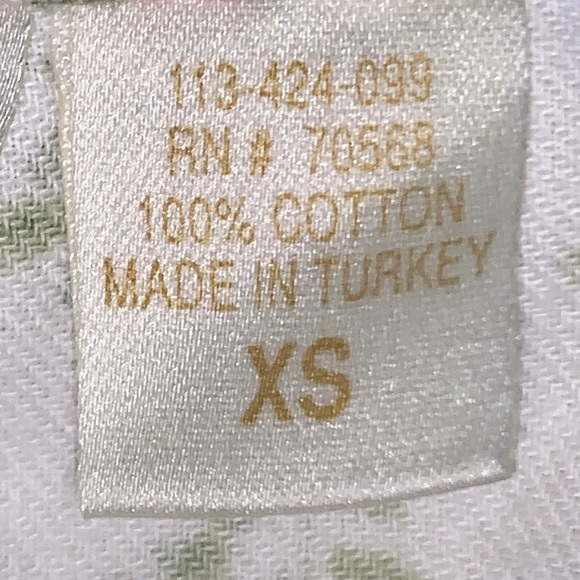 113-424-099
RN # 70568
100% COTTON
MADE IN TURKEY
XS